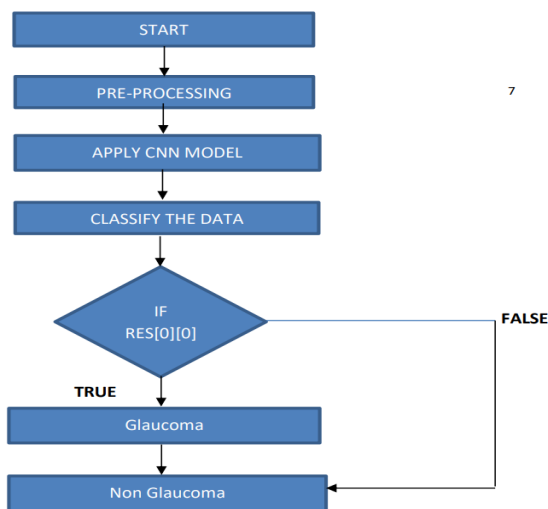 START
PRE-PROCESSING
7
APPLY CNN MODEL
CLASSIFY THE DATA
IF
RES[0][0]
FALSE
TRUE
Glaucoma
Non Glaucoma